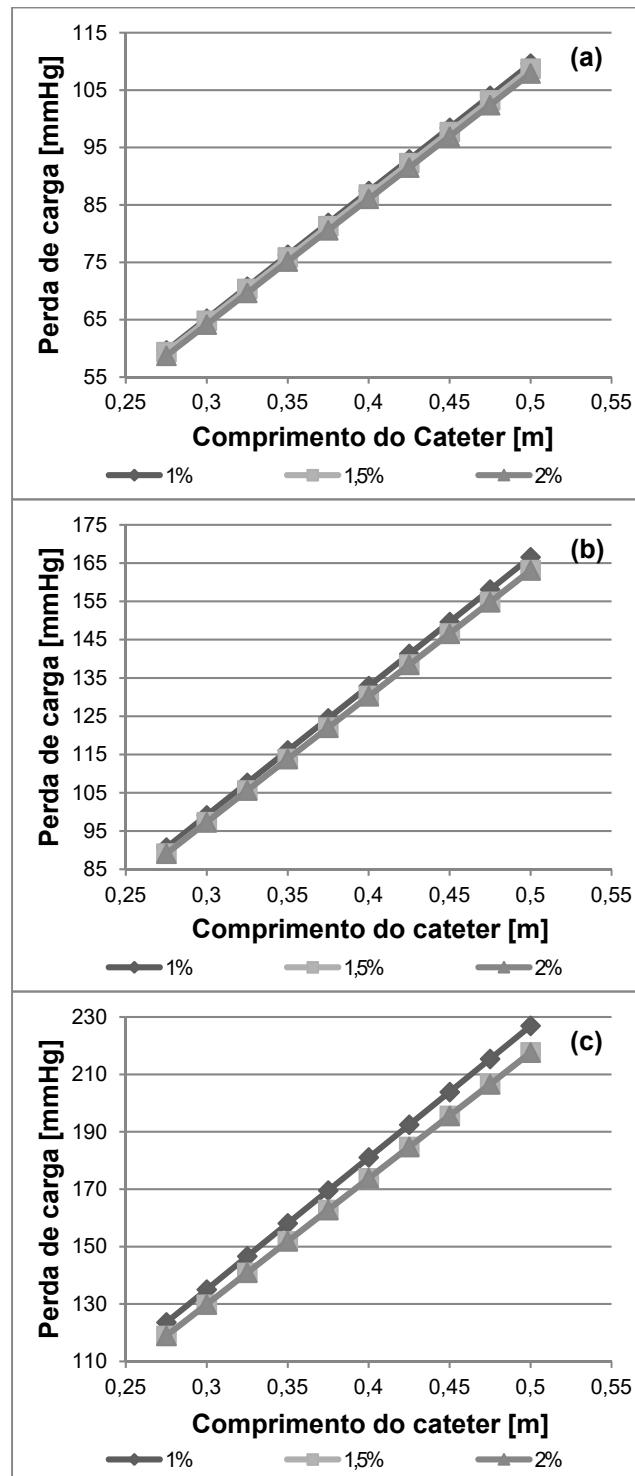 115
(a)
105
95
85
75
65
55
Perda de carga [mmHg]
0,25 0,3 0,35 0,4 0,45 0,5 0,55
Comprimento do Cateter [m]
1% 1,5% 2%
175
(b)
165
155
145
135
125
115
105
95
85
Perda de carga [mmHg]
0,25 0,3 0,35 0,4 0,45 0,5 0,55
Comprimento do cateter [m]
1% 1,5% 2%
230
(c)
210
190
170
150
130
110
Perda de carga [mmHg]
0,25 0,3 0,35 0,4 0,45 0,5 0,55
Comprimento do cateter [m]
1% 1,5% 2%